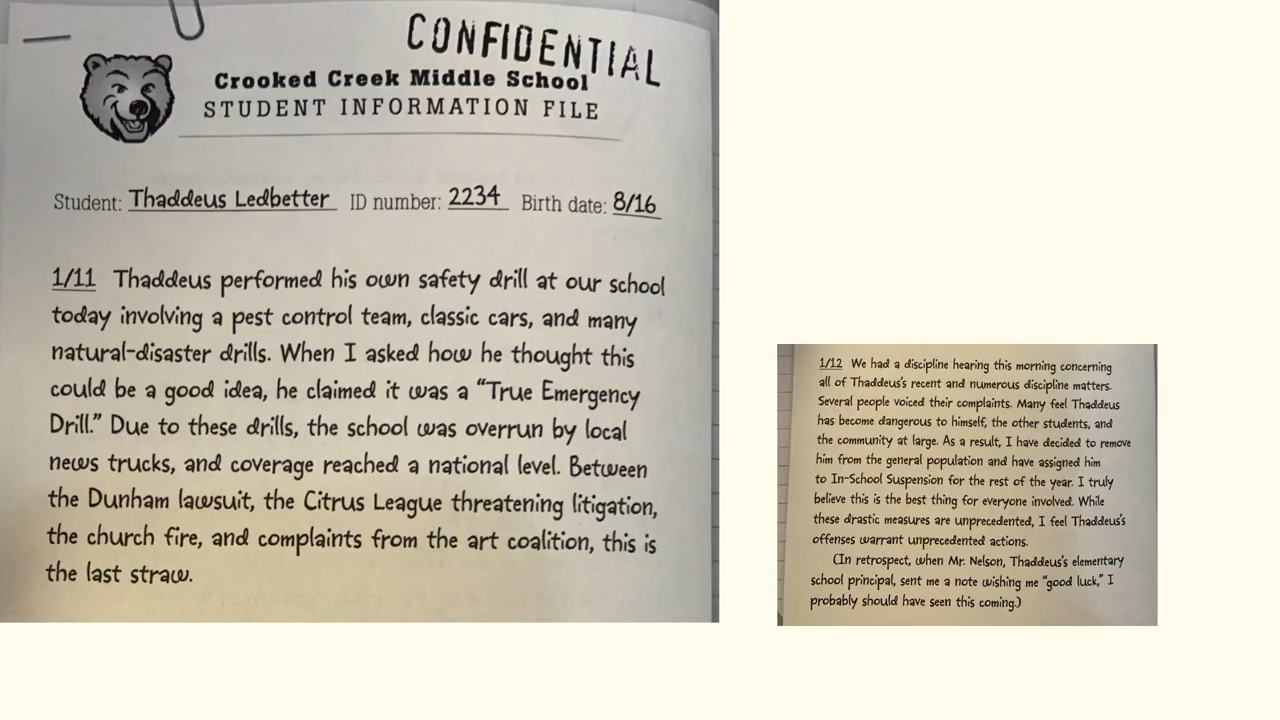 CONFIDENTIAL
Crooked Creek Middle School
STUDENT INFORMATION FILE
Student: Thaddeus Ledbetter ID number: 2234 Birth date: 8/16
1/11 Thaddeus performed his own safety drill at our school
today involving a pest control team, classic cars, and many
natural-disaster drills. When I asked how he thought this
could be a good idea, he claimed it was a “True Emergency
Drill.” Due to these drills, the school was overrun by local
news trucks, and coverage reached a national level. Between
the Dunham lawsuit, the Citrus League threatening litigation,
the church fire, and complaints from the art coalition, this is
the last straw.
1/12 We had a discipline hearing this morning concerning
all of Thaddeus’s recent and numerous discipline matters.
Several people voiced their complaints. Many feel Thaddeus
has become dangerous to himself, the other students, and
the community at large. As a result, I have decided to remove
him from the general population and have assigned him
to In-School Suspension for the rest of the year. I truly
believe this is the best thing for everyone involved. While
these drastic measures are unprecedented, I feel Thaddeus’s
offenses warrant unprecedented actions.
(In retrospect, when Mr. Nelson, Thaddeus’s elementary
school principal, sent me a note wishing me “good luck,” I
probably should have seen this coming.)